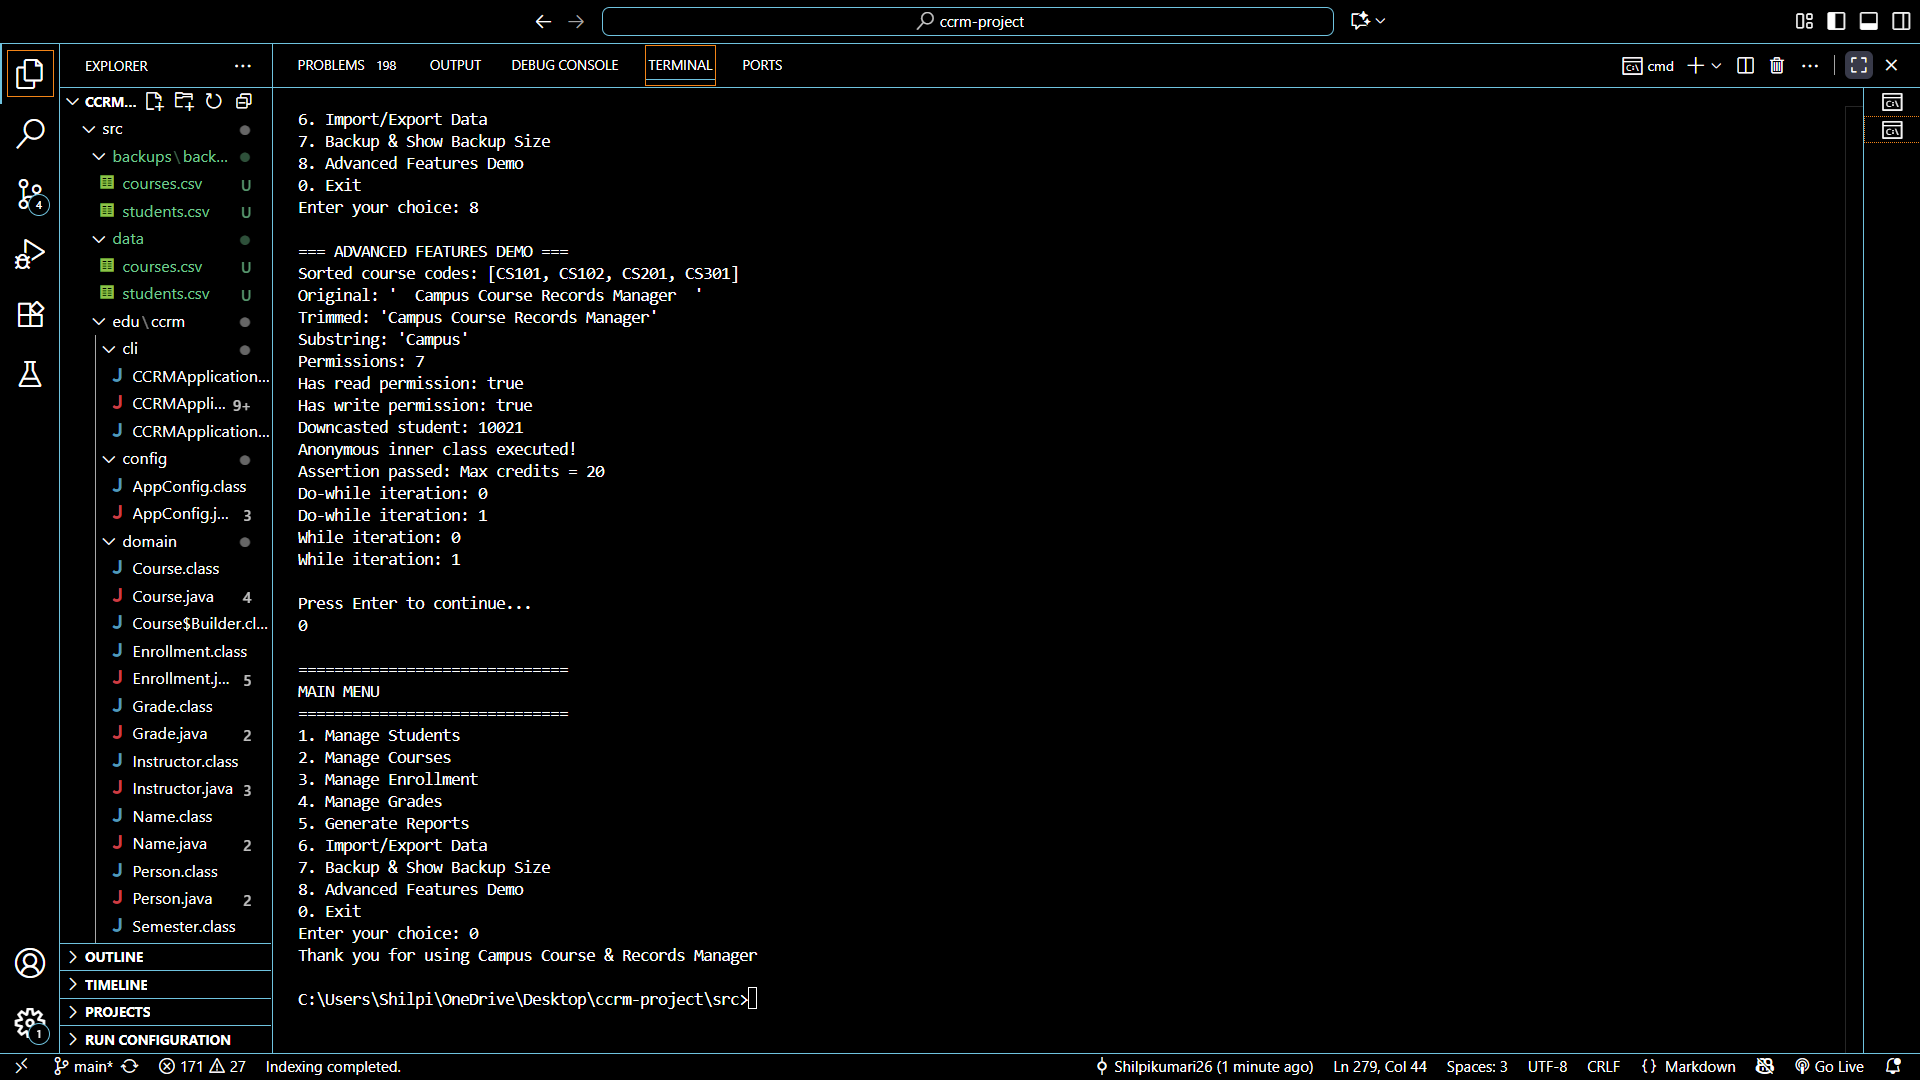 ccrm-project
EXPLORER
PROBLEMS 198 OUTPUT DEBUG CONSOLE TERMINAL PORTS
cmd
CCRM...
src
backups\back...
courses.csv U
students.csv U
data
courses.csv U
students.csv U
edu\ccrm
cli
CCRMApplication...
CCRMAppli... 9+
CCRMApplication...
config
AppConfig.class
AppConfig.j... 3
domain
Course.class
Course.java 4
Course$Builder.cl...
Enrollment.class
Enrollment.j... 5
Grade.class
Grade.java 2
Instructor.class
Instructor.java 3
Name.class
Name.java 2
Person.class
Person.java 2
Semester.class
OUTLINE
TIMELINE
PROJECTS
RUN CONFIGURATION
4
1
6. Import/Export Data
7. Backup & Show Backup Size
8. Advanced Features Demo
0. Exit
Enter your choice: 8
=== ADVANCED FEATURES DEMO ===
Sorted course codes: [CS101, CS102, CS201, CS301]
Original: '  Campus Course Records Manager  '
Trimmed: 'Campus Course Records Manager'
Substring: 'Campus'
Permissions: 7
Has read permission: true
Has write permission: true
Downcasted student: 10021
Anonymous inner class executed!
Assertion passed: Max credits = 20
Do-while iteration: 0
Do-while iteration: 1
While iteration: 0
While iteration: 1
Press Enter to continue...
0
==============================
MAIN MENU
==============================
1. Manage Students
2. Manage Courses
3. Manage Enrollment
4. Manage Grades
5. Generate Reports
6. Import/Export Data
7. Backup & Show Backup Size
8. Advanced Features Demo
0. Exit
Enter your choice: 0
Thank you for using Campus Course & Records Manager
C:\Users\Shilpi\OneDrive\Desktop\ccrm-project\src>
main* 171 27 Indexing completed. Shilpikumari26 (1 minute ago) Ln 279, Col 44 Spaces: 3 UTF-8 CRLF {} Markdown Go Live